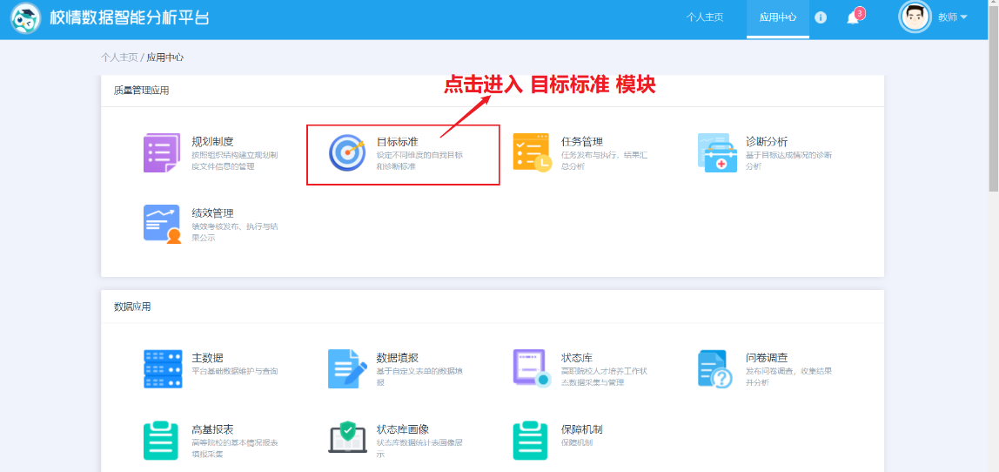 校情数据智能分析平台
个人主页
应用中心
3
教师
个人主页 / 应用中心
点击进入 目标标准 模块
质量管理应用
规划制度
按照组织结构建立规划制
度文件信息的管理
目标标准
设定不同维度的自我目标
和诊断标准
任务管理
任务发布与执行、结果汇
总分析
诊断分析
基于目标达成情况的诊断
分析
绩效管理
绩效考核发布、执行与结
果公示
数据应用
主数据
平台基础数据维护与查询
数据填报
基于自定义表单的数据填
报
状态库
高职院校人才培养工作状
态数据采集与管理
问卷调查
发布问卷调查，收集结果
并分析
高基报表
高等院校的基本情况报表
填报采集
状态库画像
状态库数据统计表画像展
示
保障机制
保障机制